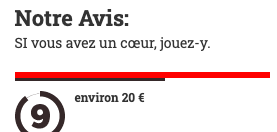 Notre Avis:
SI vous avez un cœur, jouez-y.
environ 20 €
9